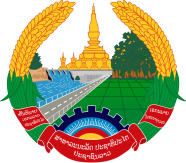 ສັນຕິພາບ
ເອກະລາດ
ປະຊາທິປະໄຕ
ເອກະພາບ
ວັດຖະນາຖາວອນ
ສາທາລະນະລັດ ປະຊາທິປະໄຕ
ປະຊາຊົນລາວ